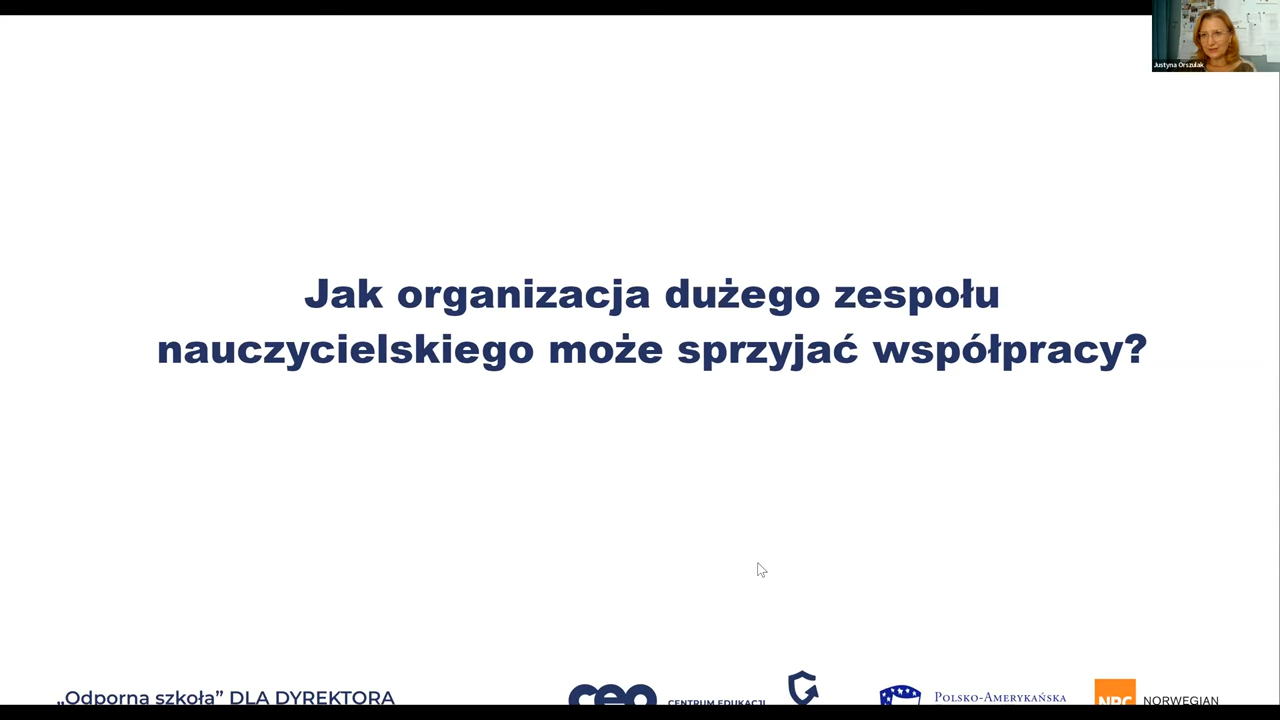 Justyna Orszulak
Jak organizacja dużego zespołu
nauczycielskiego może sprzyjać współpracy?
„Odporna szkoła” DLA DYREKTORA
ceo
CENTRUM EDUKACJI
POLSKO-AMERYKAŃSKA
NRC
NORWEGIAN